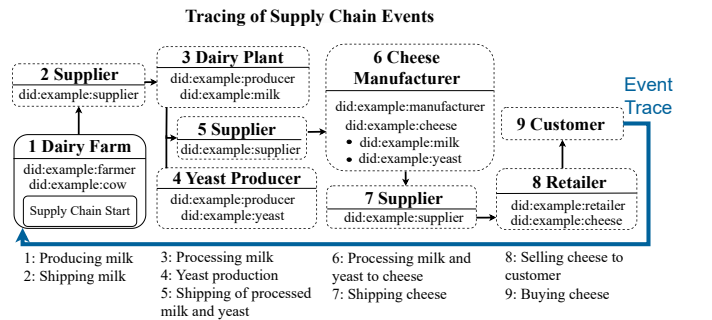 Tracing of Supply Chain Events
2 Supplier
did:example:supplier
1 Dairy Farm
did:example:farmer
did:example:cow
Supply Chain Start
3 Dairy Plant
did:example:producer
did:example:milk
5 Supplier
did:example:supplier
4 Yeast Producer
did:example:producer
did:example:yeast
6 Cheese
Manufacturer
did:example:manufacturer
did:example:cheese
• did:example:milk
• did:example:yeast
7 Supplier
did:example:supplier
Event
Trace
9 Customer
8 Retailer
did:example:retailer
did:example:cheese
1: Producing milk
2: Shipping milk
3: Processing milk
4: Yeast production
5: Shipping of processed
milk and yeast
6: Processing milk and
yeast to cheese
7: Shipping cheese
8: Selling cheese to
customer
9: Buying cheese